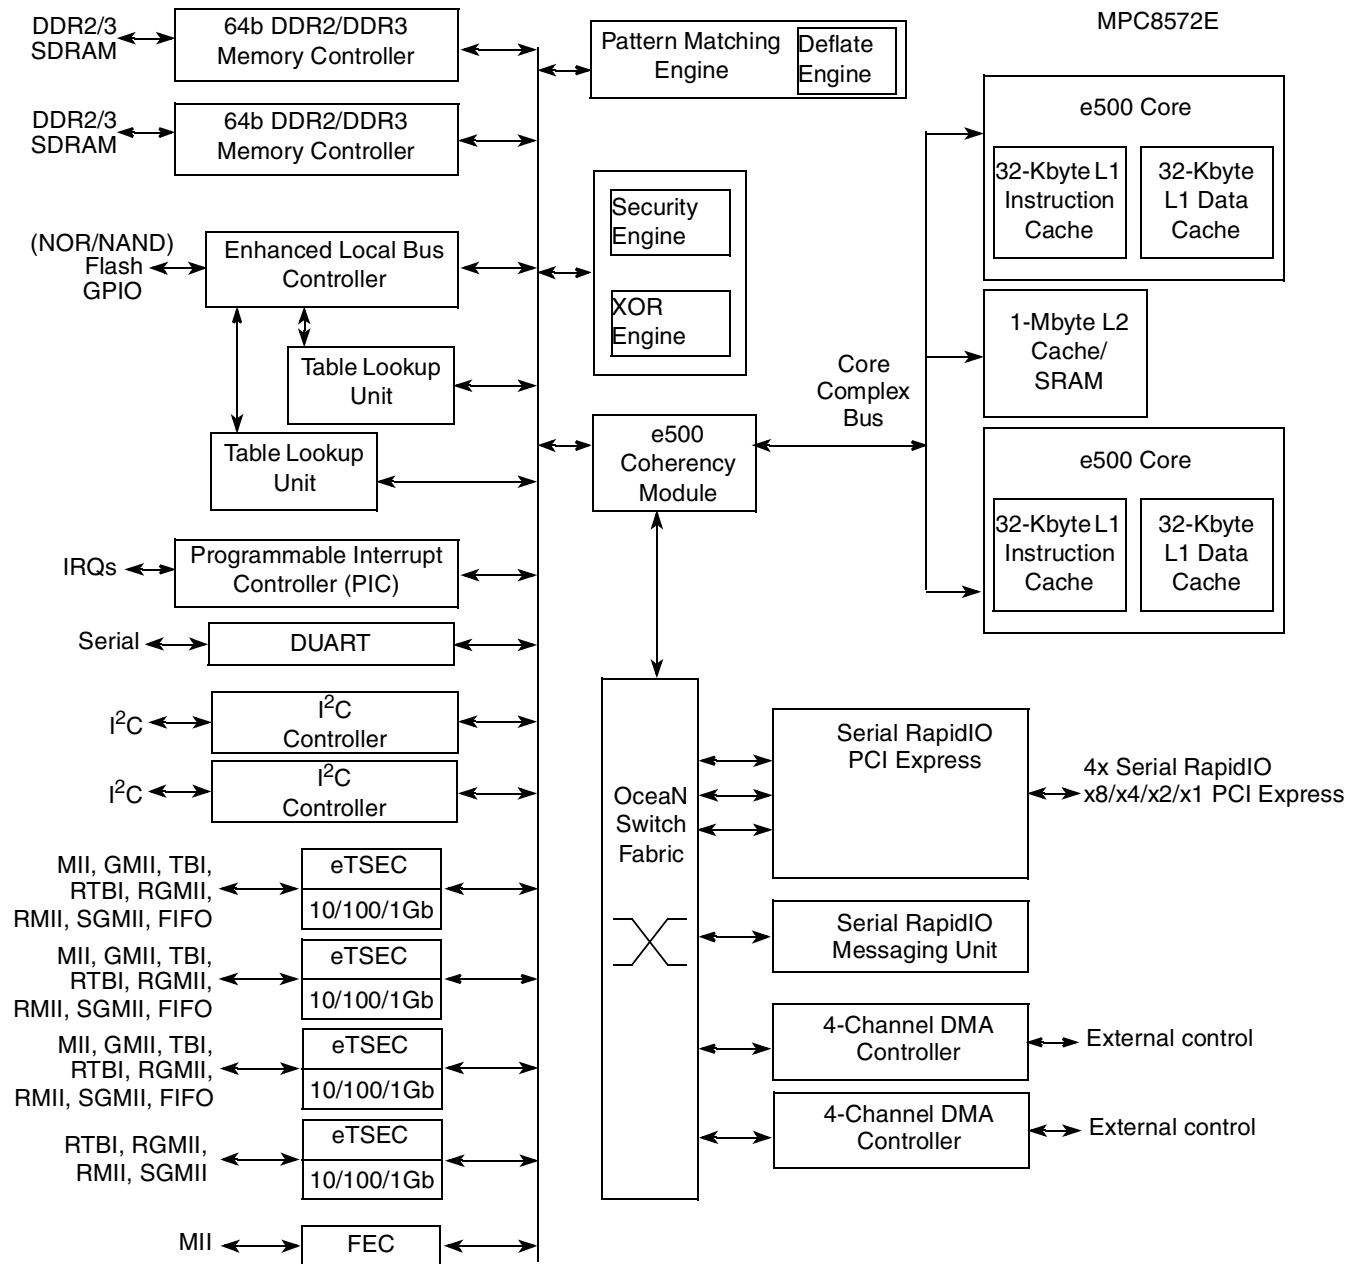 MPC8572E
DDR2/3
SDRAM
64b DDR2/DDR3
Memory Controller
DDR2/3
SDRAM
64b DDR2/DDR3
Memory Controller
(NOR/NAND)
Flash
GPIO
Enhanced Local Bus
Controller
Table Lookup
Unit
Table Lookup
Unit
IRQs
Programmable Interrupt
Controller (PIC)
Serial
DUART
I2C
I2C
Controller
I2C
I2C
Controller
MII, GMII, TBI,
RTBI, RGMII,
RMII, SGMII, FIFO
eTSEC
10/100/1Gb
MII, GMII, TBI,
RTBI, RGMII,
RMII, SGMII, FIFO
eTSEC
10/100/1Gb
MII, GMII, TBI,
RTBI, RGMII,
RMII, SGMII, FIFO
eTSEC
10/100/1Gb
RTBI, RGMII,
RMII, SGMII
eTSEC
10/100/1Gb
MII
FEC
Pattern Matching
Engine
Deflate
Engine
Security
Engine
XOR
Engine
e500
Coherency
Module
Core
Complex
Bus
e500 Core
32-Kbyte L1
Instruction
Cache
32-Kbyte
L1 Data
Cache
1-Mbyte L2
Cache/
SRAM
e500 Core
32-Kbyte L1
Instruction
Cache
32-Kbyte
L1 Data
Cache
OceaN
Switch
Fabric
Serial RapidIO
PCI Express
4x Serial RapidIO
x8/x4/x2/x1 PCI Express
Serial RapidIO
Messaging Unit
4-Channel DMA
Controller
External control
4-Channel DMA
Controller
External control